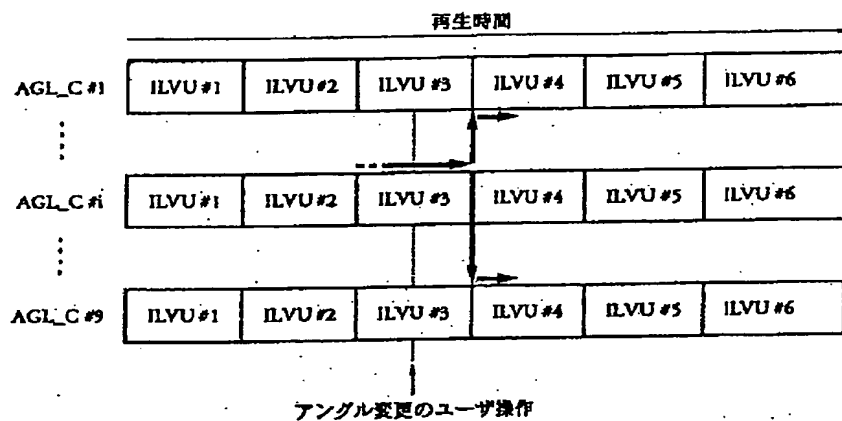 再生時間
AGL_C #1 ILVU #1 ILVU #2 ILVU #3 ILVU #4 ILVU #5 ILVU #6
AGL_C #i ILVU #1 ILVU #2 ILVU #3 ILVU #4 ILVU #5 ILVU #6
AGL_C #9 ILVU #1 ILVU #2 ILVU #3 ILVU #4 ILVU #5 ILVU #6
アングル変更のユーザ操作